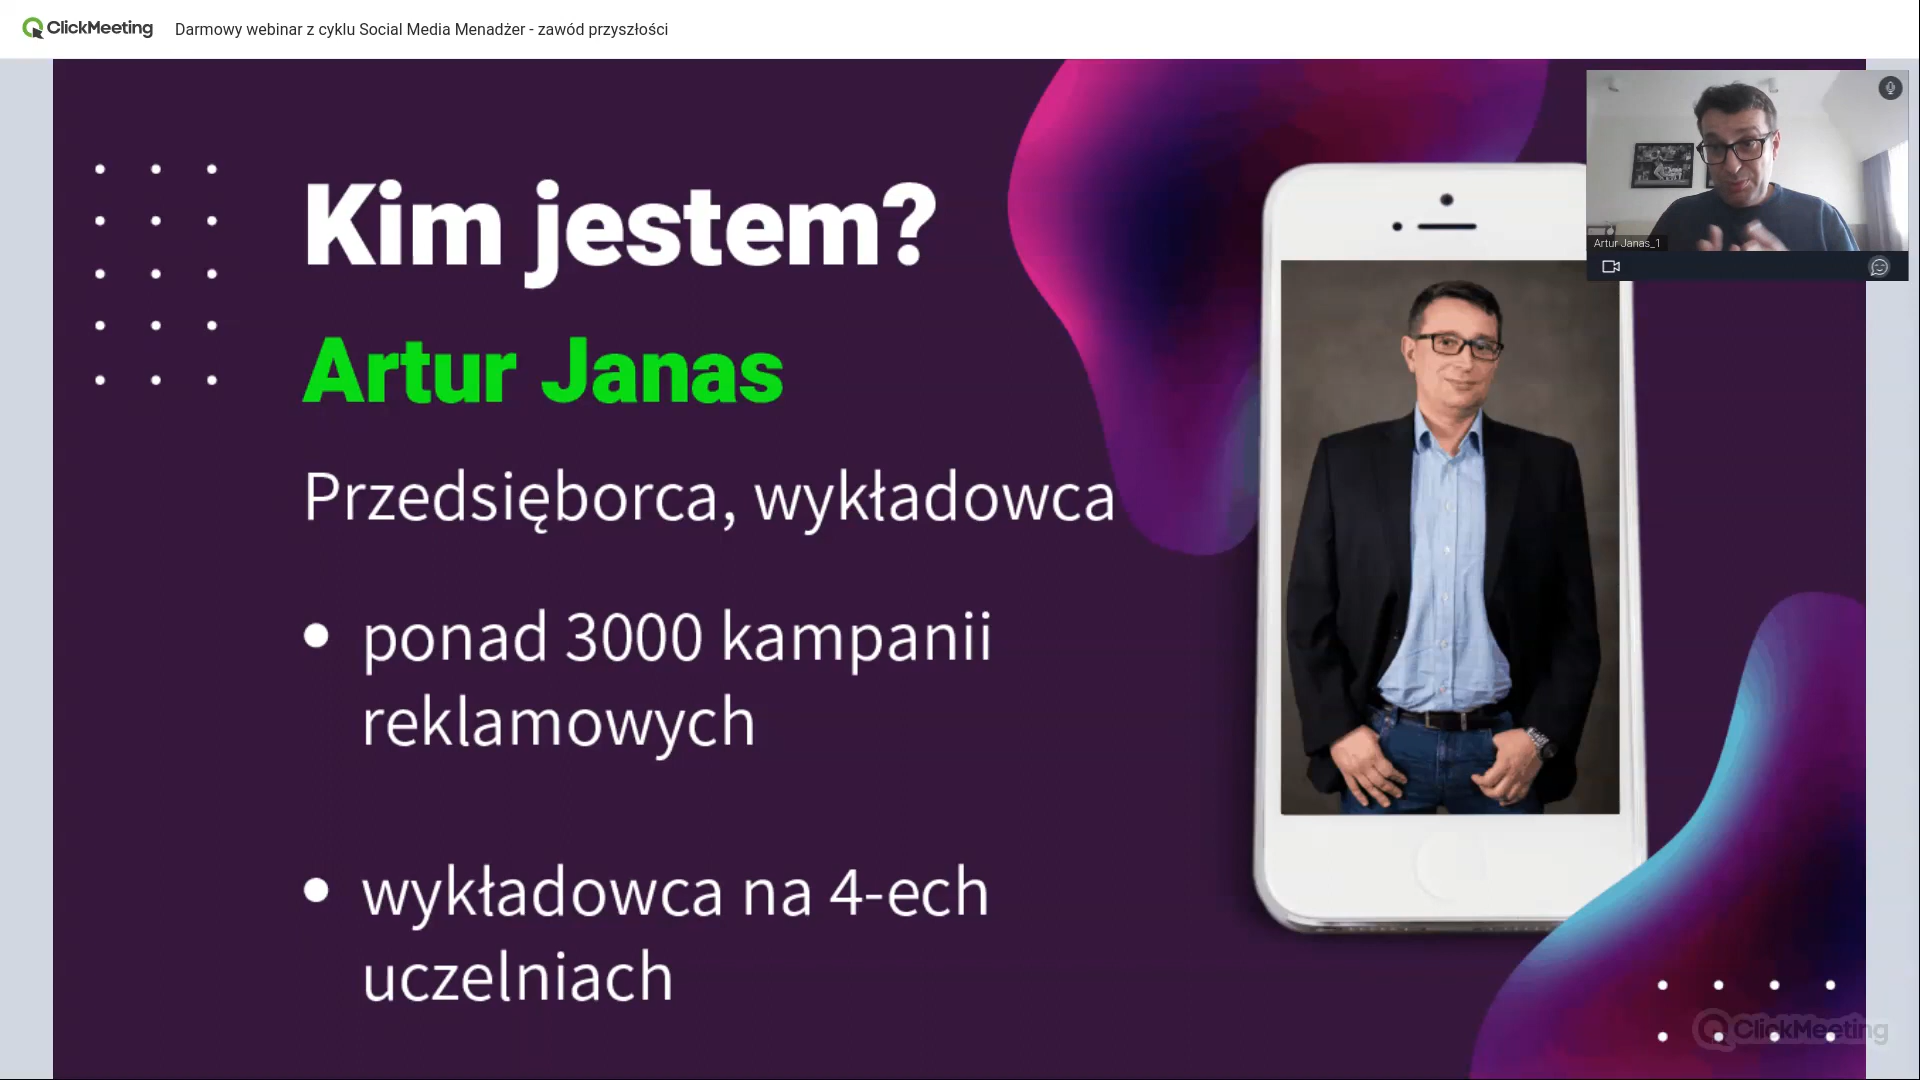 ClickMeeting Darmowy webinar z cyklu Social Media Menadżer - zawód przyszłości
Kim jestem?
Artur Janas
Przedsięborca, wykładowca
ponad 3000 kampanii
reklamowych
wykładowca na 4-ech
uczelniach
Artur Janas_1
ClickMeeting